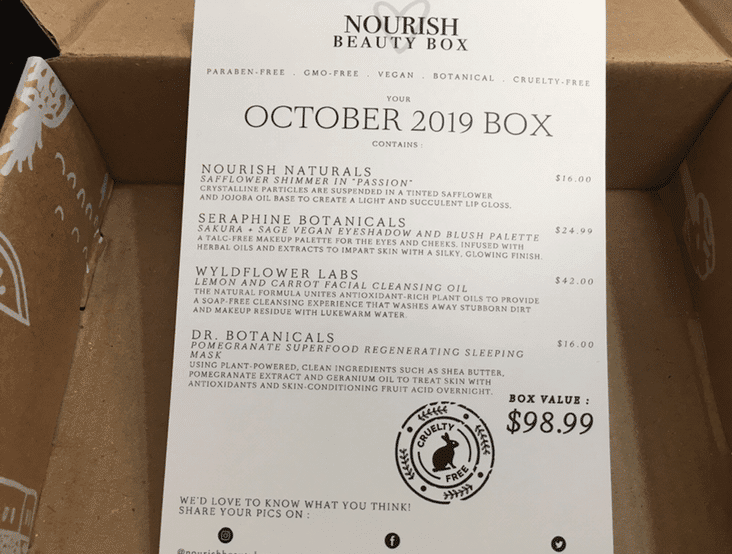 NOURISH
BEAUTY BOX
PARABEN-FREE . GMO-FREE . VEGAN . BOTANICAL . CRUELTY-FREE
YOUR
OCTOBER 2019 BOX
CONTAINS :
NOURISH NATURALS
SAFFLOWER SHIMMER IN "PASSION" $16.00
CRYSTALLINE PARTICLES ARE SUSPENDED IN A TINTED SAFFLOWER
AND JOJOBA OIL BASE TO CREATE A LIGHT AND SUCCULENT LIP GLOSS.
SERAPHINE BOTANICALS
SAKURA + SAGE VEGAN EYESHADOW AND BLUSH PALETTE $24.99
A TALC-FREE MAKEUP PALETTE FOR THE EYES AND CHEEKS. INFUSED WITH
HERBAL OILS AND EXTRACTS TO IMPART SKIN WITH A SILKY, GLOWING FINISH.
WYLDFLOWER LABS
LEMON AND CARROT FACIAL CLEANSING OIL $42.00
THE NATURAL FORMULA UNITES ANTIOXIDANT-RICH PLANT OILS TO PROVIDE
A SOAP-FREE CLEANSING EXPERIENCE THAT WASHES AWAY STUBBORN DIRT
AND MAKEUP RESIDUE WITH LUKEWARM WATER.
DR. BOTANICALS
POMEGRANATE SUPERFOOD REGENERATING SLEEPING $16.00
MASK
USING PLANT-POWERED, CLEAN INGREDIENTS SUCH AS SHEA BUTTER,
POMEGRANATE EXTRACT AND GERANIUM OIL TO TREAT SKIN WITH
ANTIOXIDANTS AND SKIN-CONDITIONING FRUIT ACID OVERNIGHT.
BOX VALUE :
$98.99
CRUELTY
FREE
WE'D LOVE TO KNOW WHAT YOU THINK!
SHARE YOUR PICS ON :